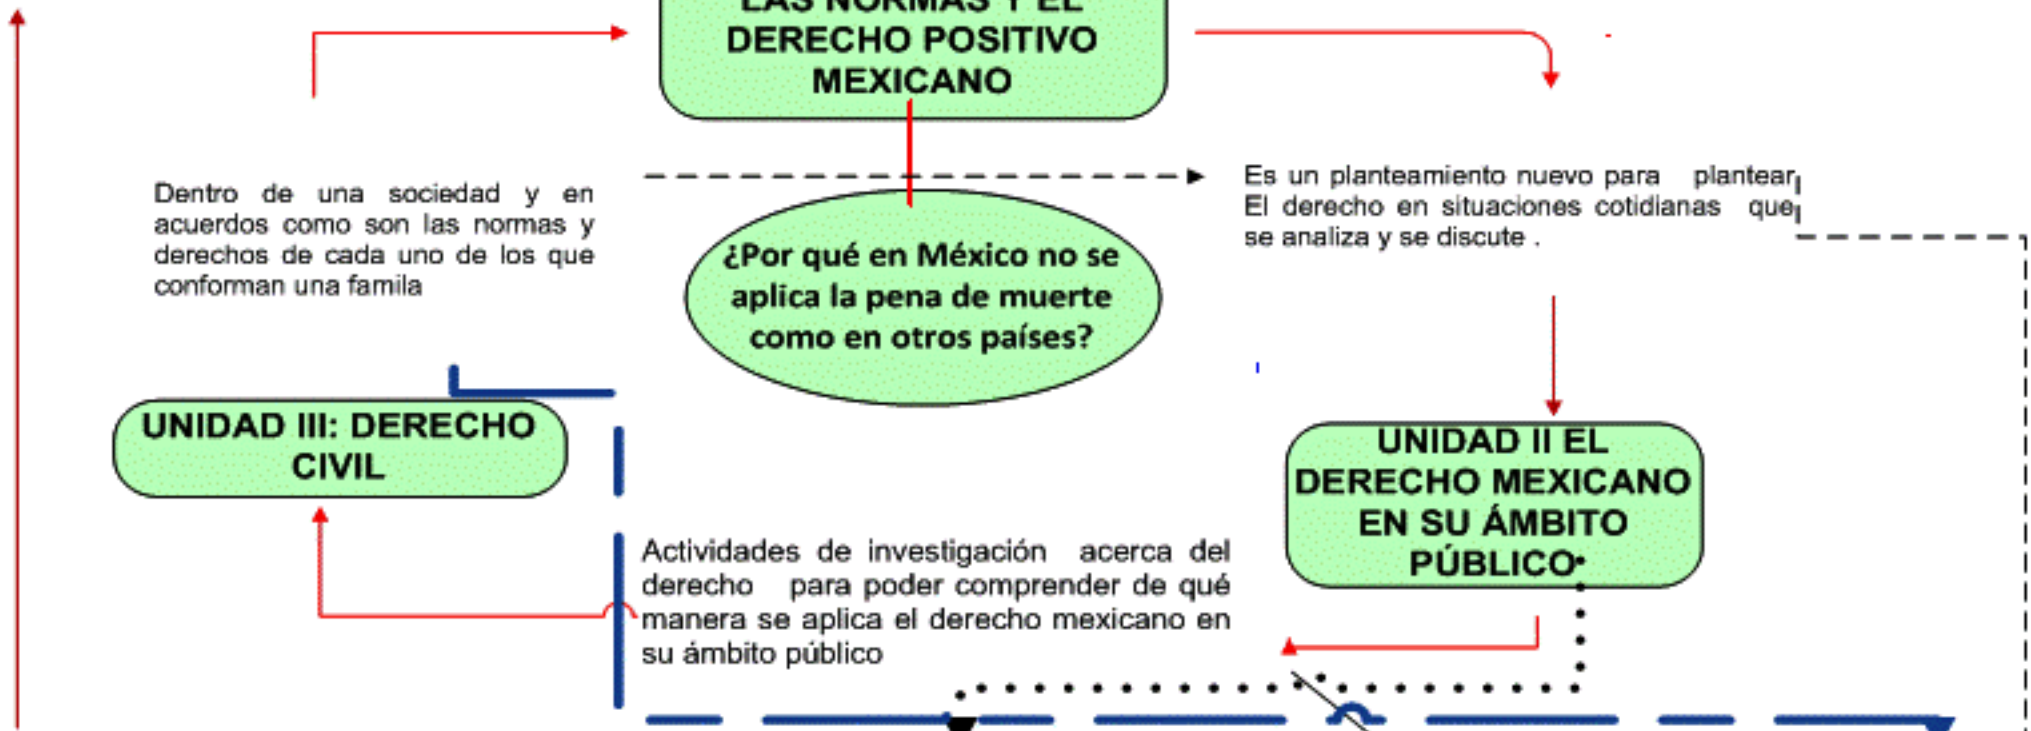 LAS NORMAS Y EL
DERECHO POSITIVO
MEXICANO
Dentro de una sociedad y en
acuerdos como son las normas y
derechos de cada uno de los que
conforman una famila
¿Por qué en México no se
aplica la pena de muerte
como en otros países?
Es un planteamiento nuevo para plantear
El derecho en situaciones cotidianas que
se analiza y se discute .
UNIDAD III: DERECHO
CIVIL
UNIDAD II EL
DERECHO MEXICANO
EN SU ÁMBITO
PÚBLICO
Actividades de investigación acerca del
derecho para poder comprender de qué
manera se aplica el derecho mexicano en
su ámbito público